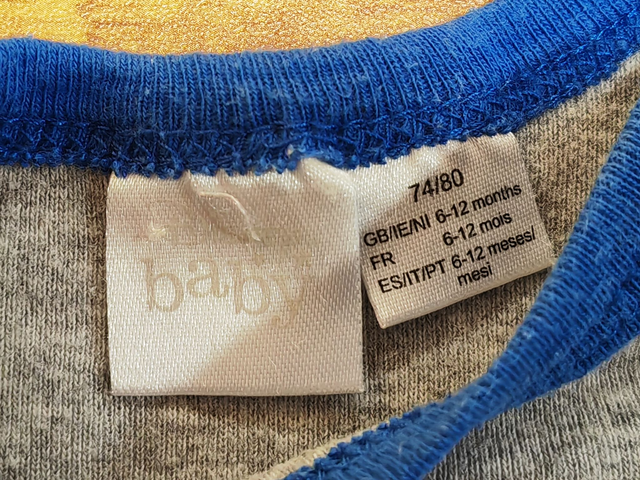 baby
74/80
GB/IE/NI 6-12 months
FR 6-12 mois
ES/IT/PT 6-12 meses/
mesi